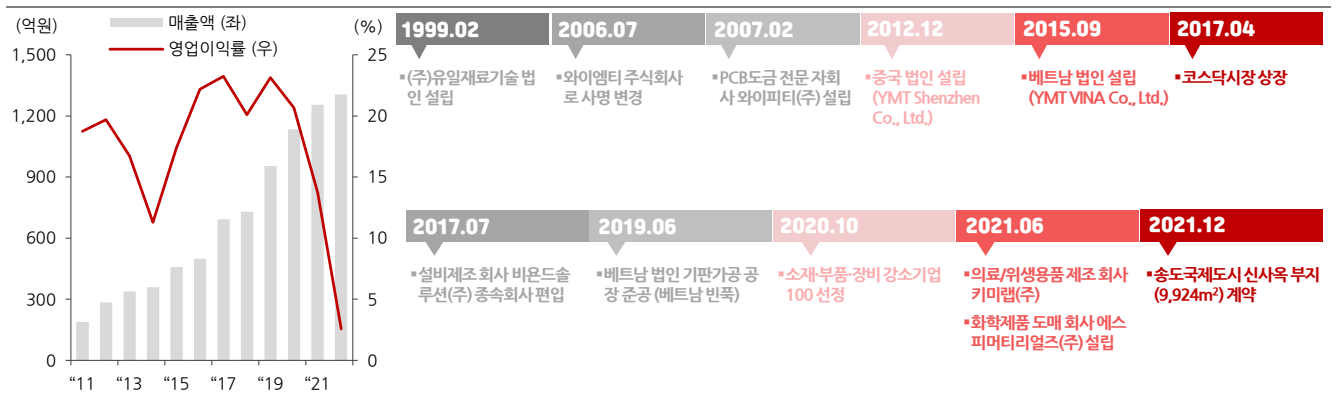 (억원)
매출액 (좌)
영업이익률 (우)
(%)
1,500
1,200
900
600
300
0
25
20
15
10
5
0
“11
“13
“15
“17
“19
“21
1999.02
2006.07
2007.02
2012.12
2015.09
2017.04
▪(주)유일재료기술 법
인 설립
▪와이엠티 주식회사
로 사명 변경
▪PCB도금 전문 자회
사 와이피티(주) 설립
▪중국 법인 설립
(YMT Shenzhen
Co., Ltd.)
▪베트남 법인 설립
(YMT VINA Co., Ltd.)
▪코스닥시장 상장
2017.07
2019.06
2020.10
2021.06
2021.12
▪설비제조 회사 비욘드솔
루션(주) 종속회사 편입
▪베트남 법인 기판가공 공
장 준공 (베트남 빈푹)
▪소재·부품·장비 강소기업
100 선정
▪의료/위생용품 제조 회사
키미랩(주)
▪화학제품 도매 회사 에스
피머티리얼즈(주) 설립
▪송도국제도시 신사옥 부지
(9,924m²) 계약